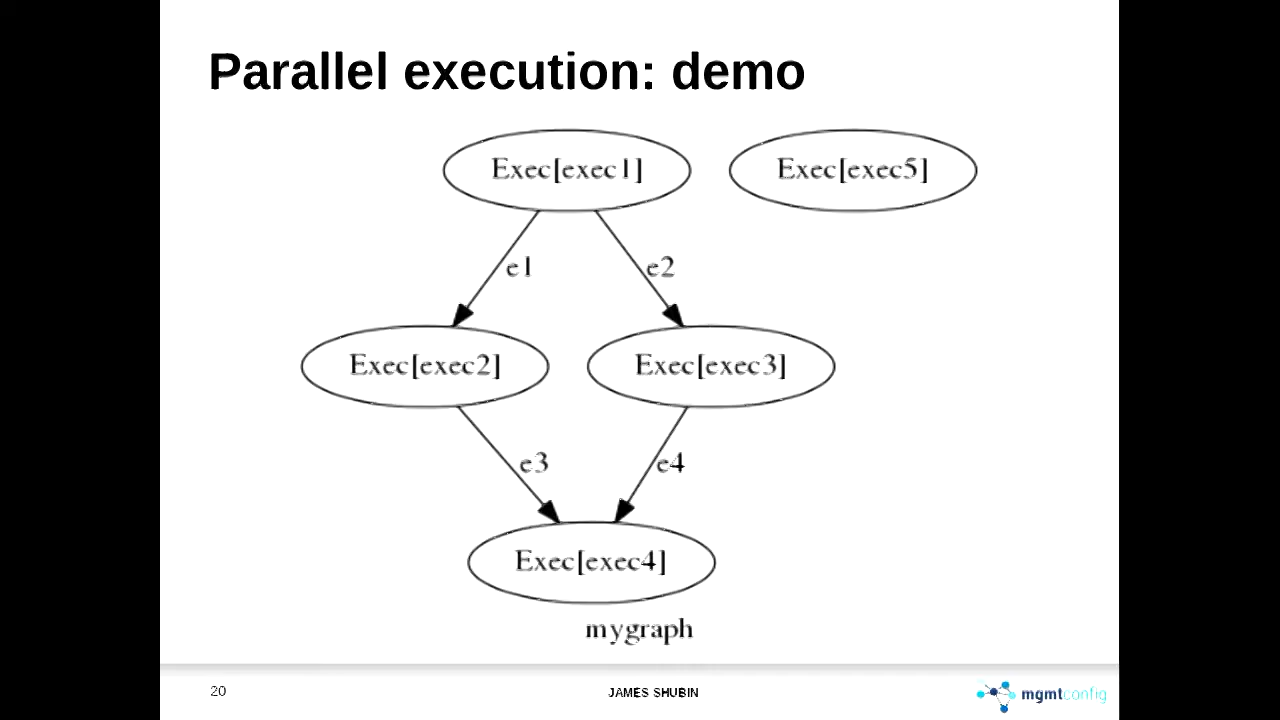 Parallel execution: demo
Exec[exec1]
Exec[exec5]
e1
e2
Exec[exec2]
Exec[exec3]
e3
e4
Exec[exec4]
mygraph
20
JAMES SHUBIN
mgmtconfig